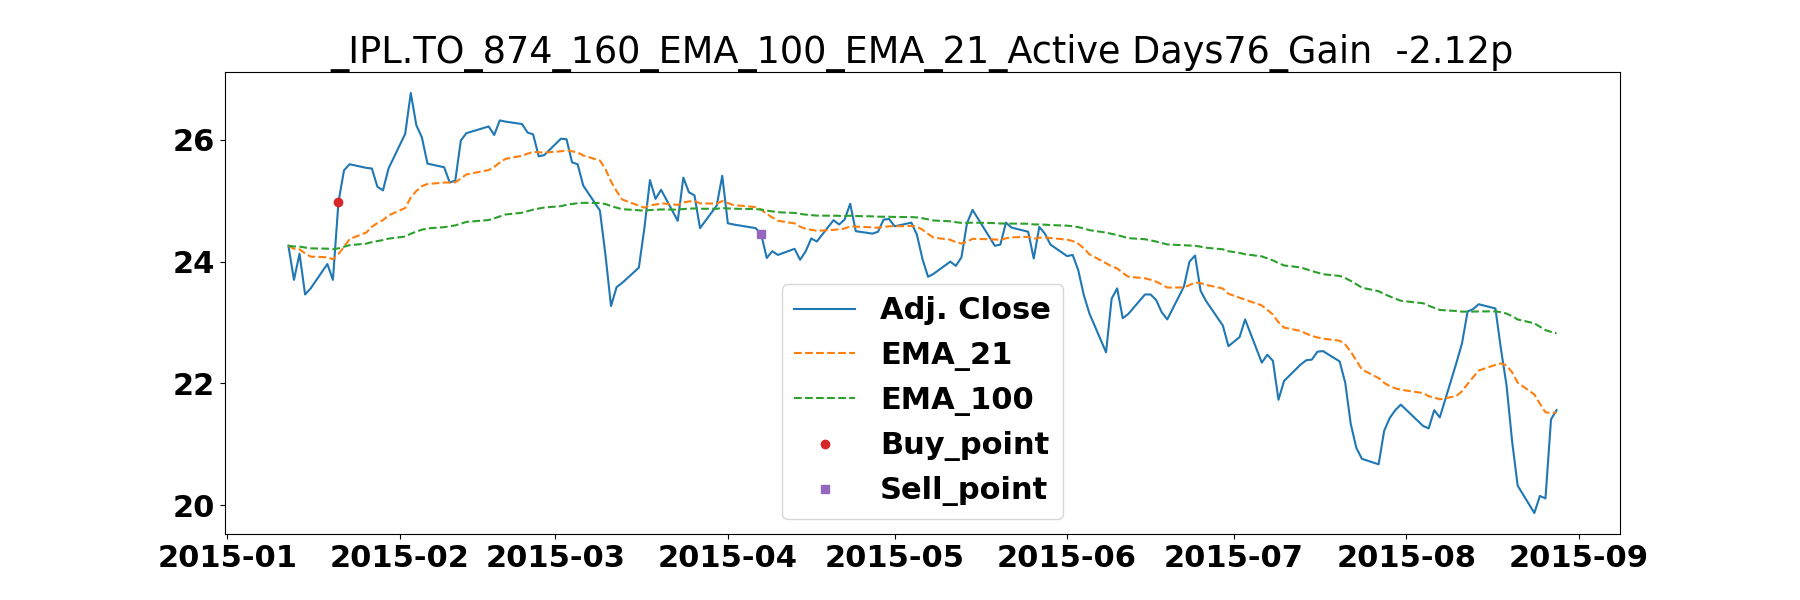 _IPL.TO_874_160_EMA_100_EMA_21_Active Days76_Gain  -2.12p
26
24
22
20
Adj. Close
EMA_21
EMA_100
Buy_point
Sell_point
2015-01 2015-02 2015-03 2015-04 2015-05 2015-06 2015-07 2015-08 2015-09